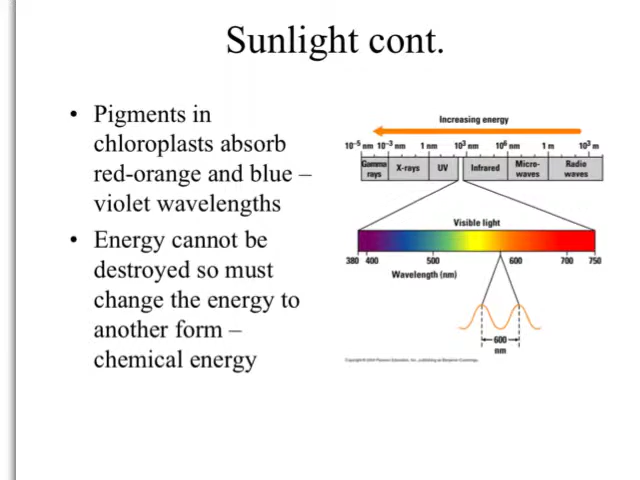 Sunlight cont.
• Pigments in
chloroplasts absorb
red-orange and blue –
violet wavelengths
• Energy cannot be
destroyed so must
change the energy to
another form –
chemical energy
Increasing energy
10⁻⁵ nm 10⁻³ nm 1 nm 10³ nm 10⁶ nm 1 m 10³ m
Gamma rays X-rays UV Infrared Micro-waves Radio waves
Visible light
380 400 500 600 700 750
Wavelength (nm)
600
nm
Copyright © 2009 Pearson Education, Inc., publishing as Benjamin Cummings.